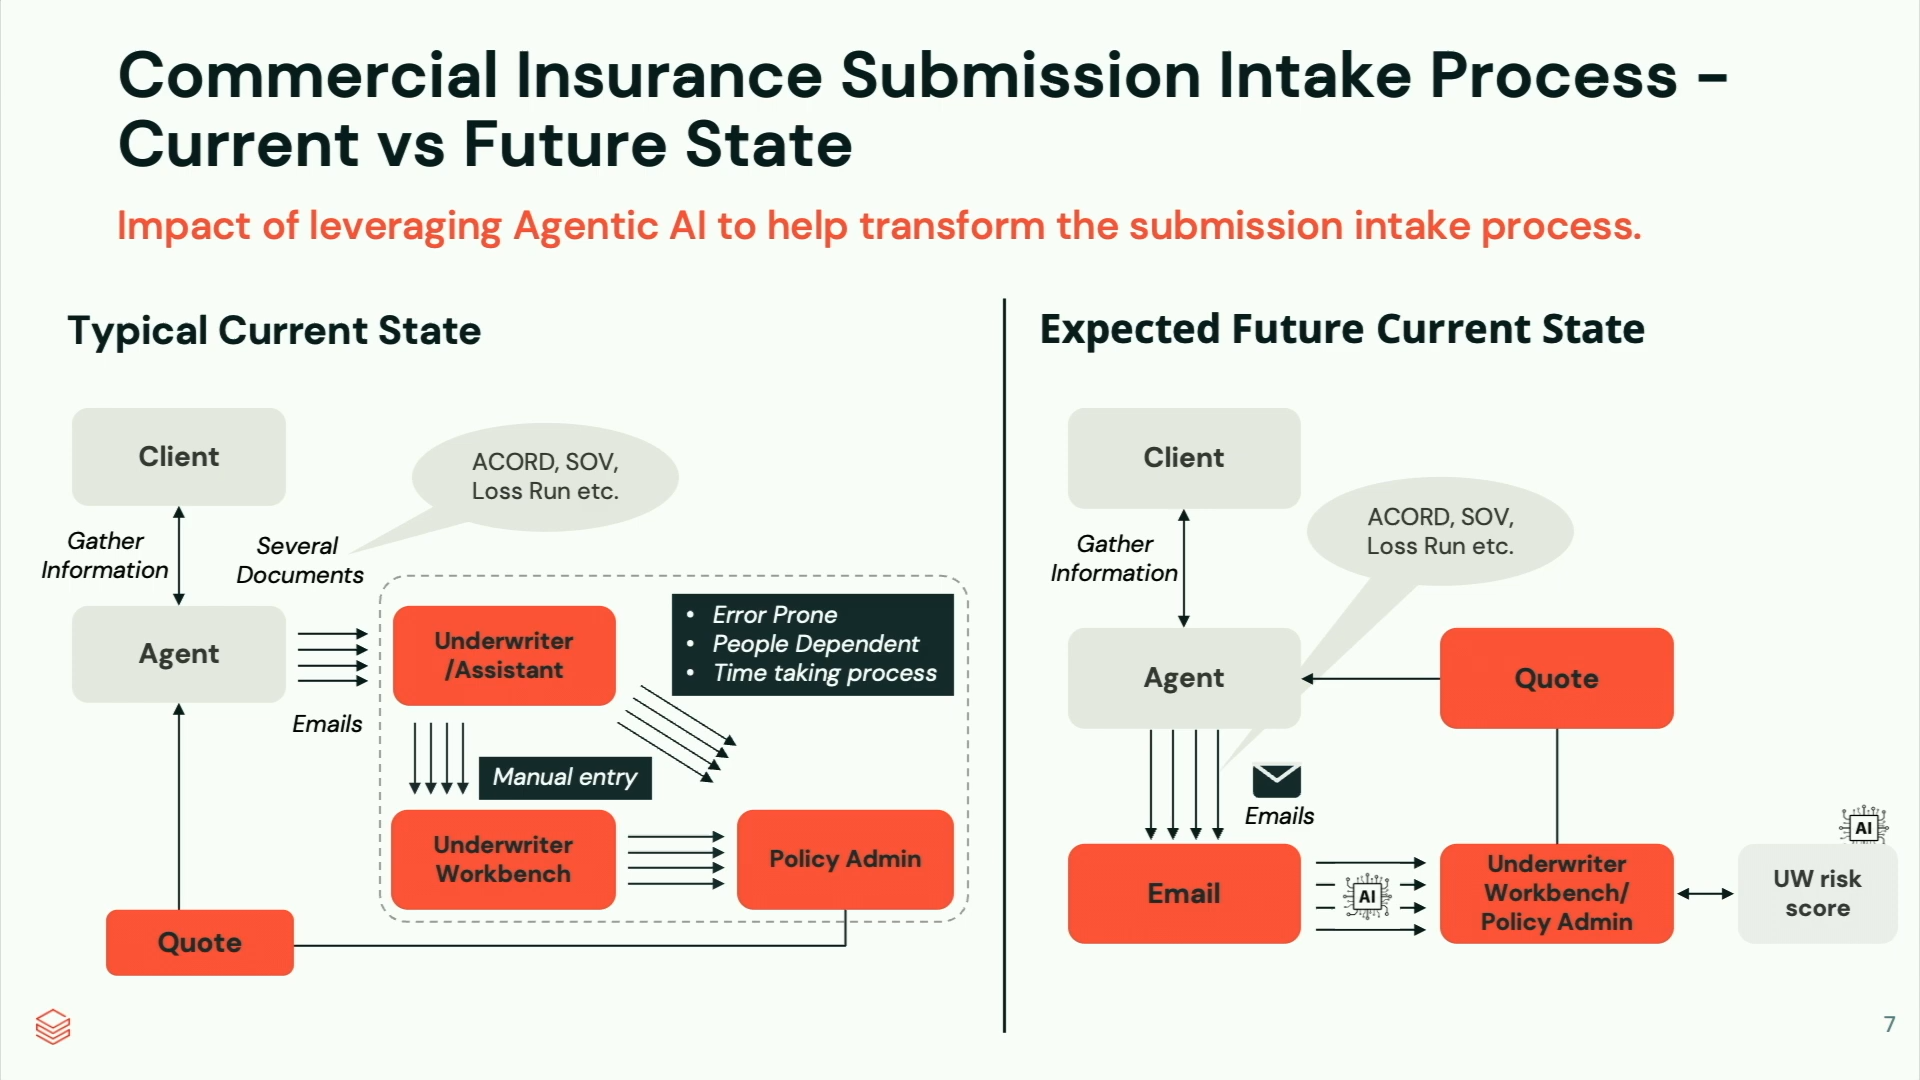 Commercial Insurance Submission Intake Process –
Current vs Future State
Impact of leveraging Agentic AI to help transform the submission intake process.
Typical Current State
Client
ACORD, SOV,
Loss Run etc.
Gather
Information
Several
Documents
Agent
Emails
Underwriter
/Assistant
• Error Prone
• People Dependent
• Time taking process
Manual entry
Underwriter
Workbench
Policy Admin
Quote
Expected Future Current State
Client
ACORD, SOV,
Loss Run etc.
Gather
Information
Agent
Quote
Emails
Email
AI
Underwriter
Workbench/
Policy Admin
AI
UW risk
score
7